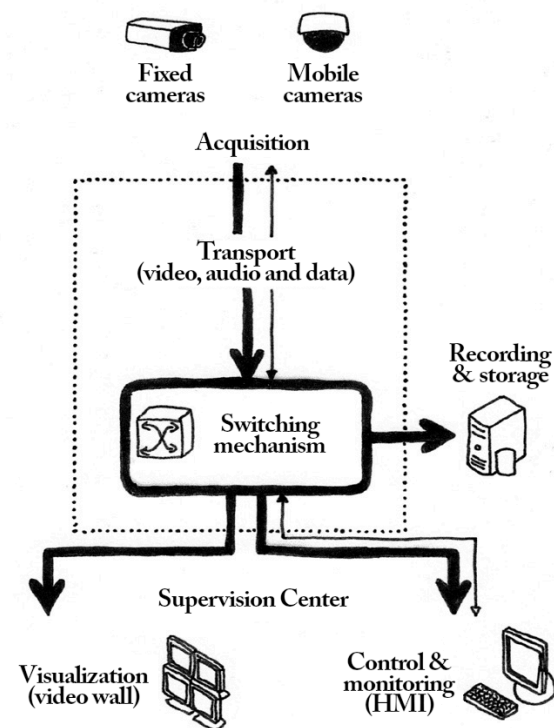 Fixed
cameras
Mobile
cameras
Acquisition
Transport
(video, audio and data)
Recording
& storage
Switching
mechanism
Supervision Center
Visualization
(video wall)
Control &
monitoring
(HMI)